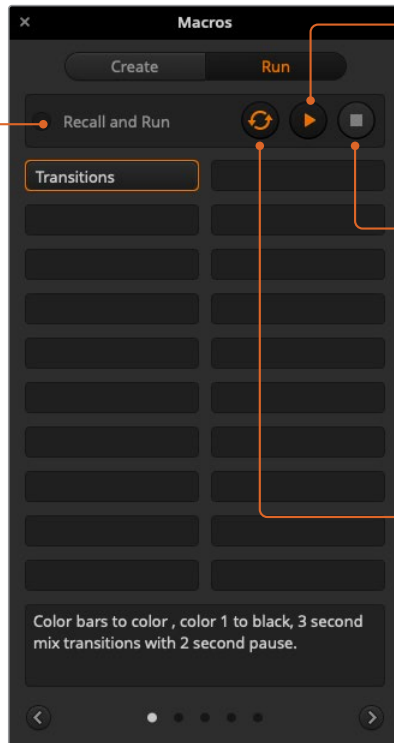 Macros
Create
Run
Recall and Run
Transitions
Color bars to color , color 1 to black, 3 second
mix transitions with 2 second pause.